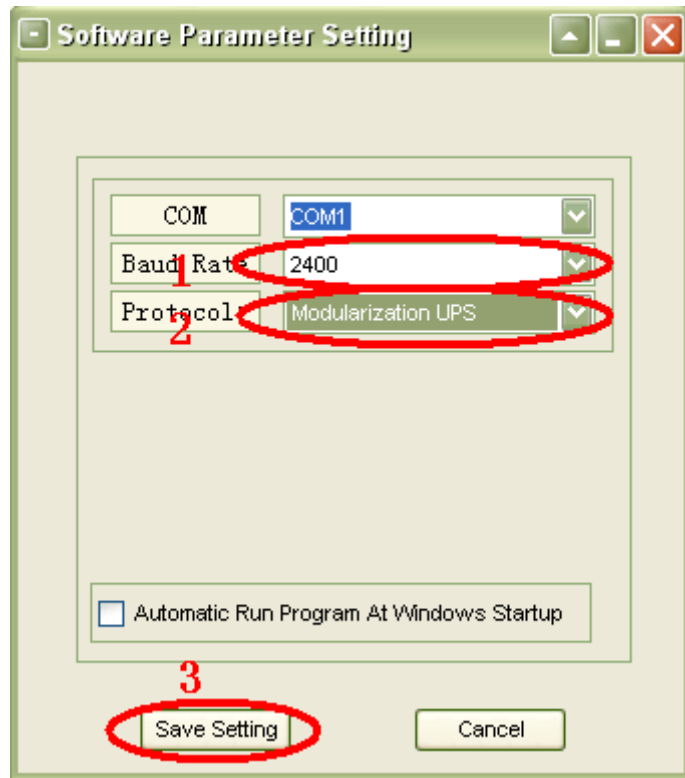 Software Parameter Setting
COM COM1
Baud Rate 2400
1
Protocol Modularization UPS
2
Automatic Run Program At Windows Startup
3
Save Setting Cancel